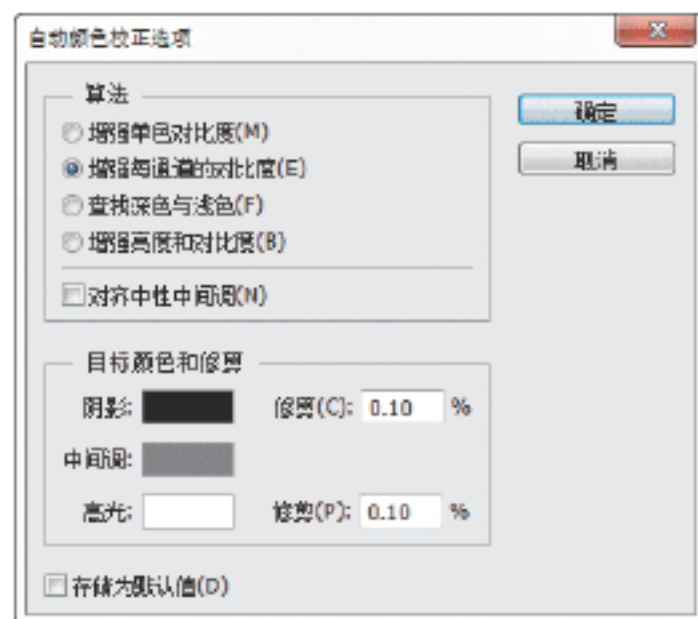 自动颜色校正选项
算法
增强单色对比度(M)
增强每通道的对比度(E)
查找深色与浅色(F)
增强亮度和对比度(B)
对齐中性中间调(N)
确定
取消
目标颜色和修剪
阴影: 修剪(C): 0.10 %
中间调:
高光: 修剪(P): 0.10 %
存储为默认值(D)